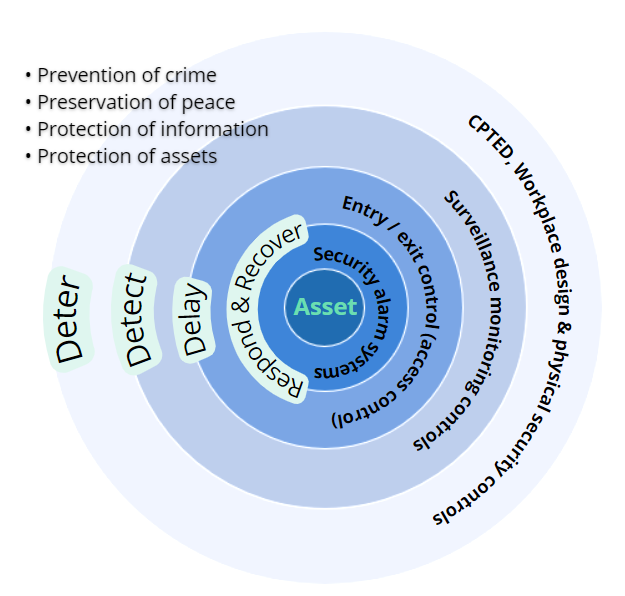 • Prevention of crime
• Preservation of peace
• Protection of information
• Protection of assets
Deter
Detect
Delay
Respond & Recover
Asset
Security alarm systems
Entry / exit control (access control)
Surveillance monitoring controls
CPTED, Workplace design & physical security controls